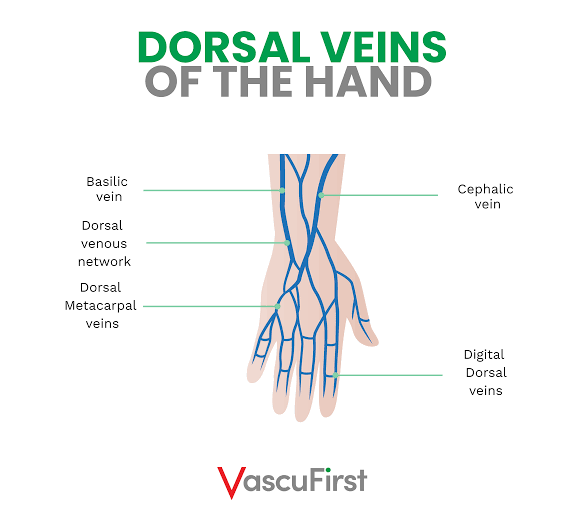 DORSAL VEINS
OF THE HAND
Basilic
vein
Cephalic
vein
Dorsal
venous
network
Dorsal
Metacarpal
veins
Digital
Dorsal
veins
VascuFirst